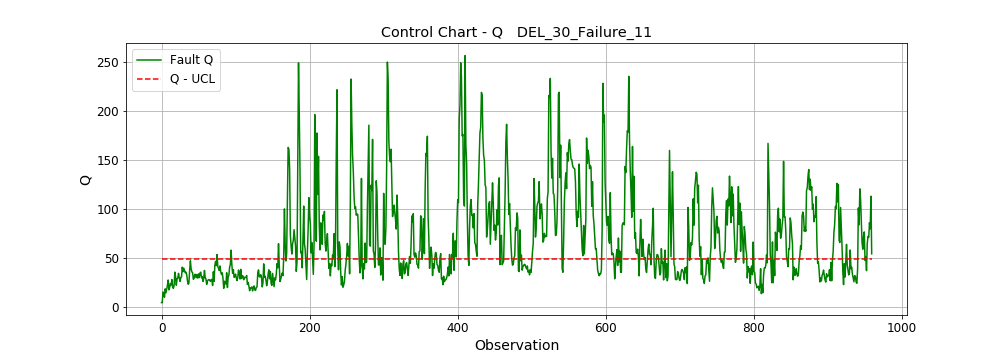 Control Chart - Q   DEL_30_Failure_11
Fault Q
Q - UCL
Q
250
200
150
100
50
0
0 200 400 600 800 1000
Observation